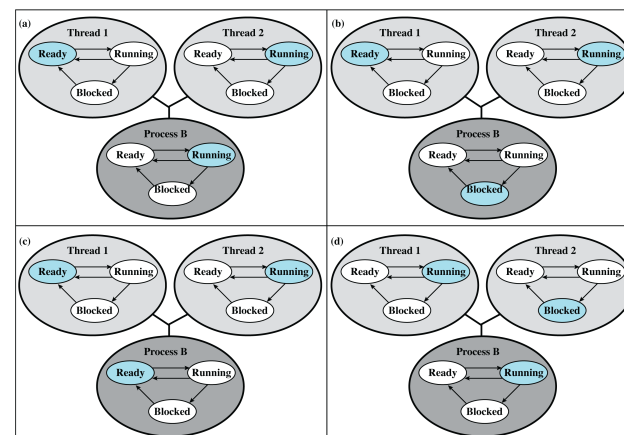 (a)
Thread 1
Ready
Running
Blocked
Thread 2
Ready
Running
Blocked
Process B
Ready
Running
Blocked
(b)
Thread 1
Ready
Running
Blocked
Thread 2
Ready
Running
Blocked
Process B
Ready
Running
Blocked
(c)
Thread 1
Ready
Running
Blocked
Thread 2
Ready
Running
Blocked
Process B
Ready
Running
Blocked
(d)
Thread 1
Ready
Running
Blocked
Thread 2
Ready
Running
Blocked
Process B
Ready
Running
Blocked